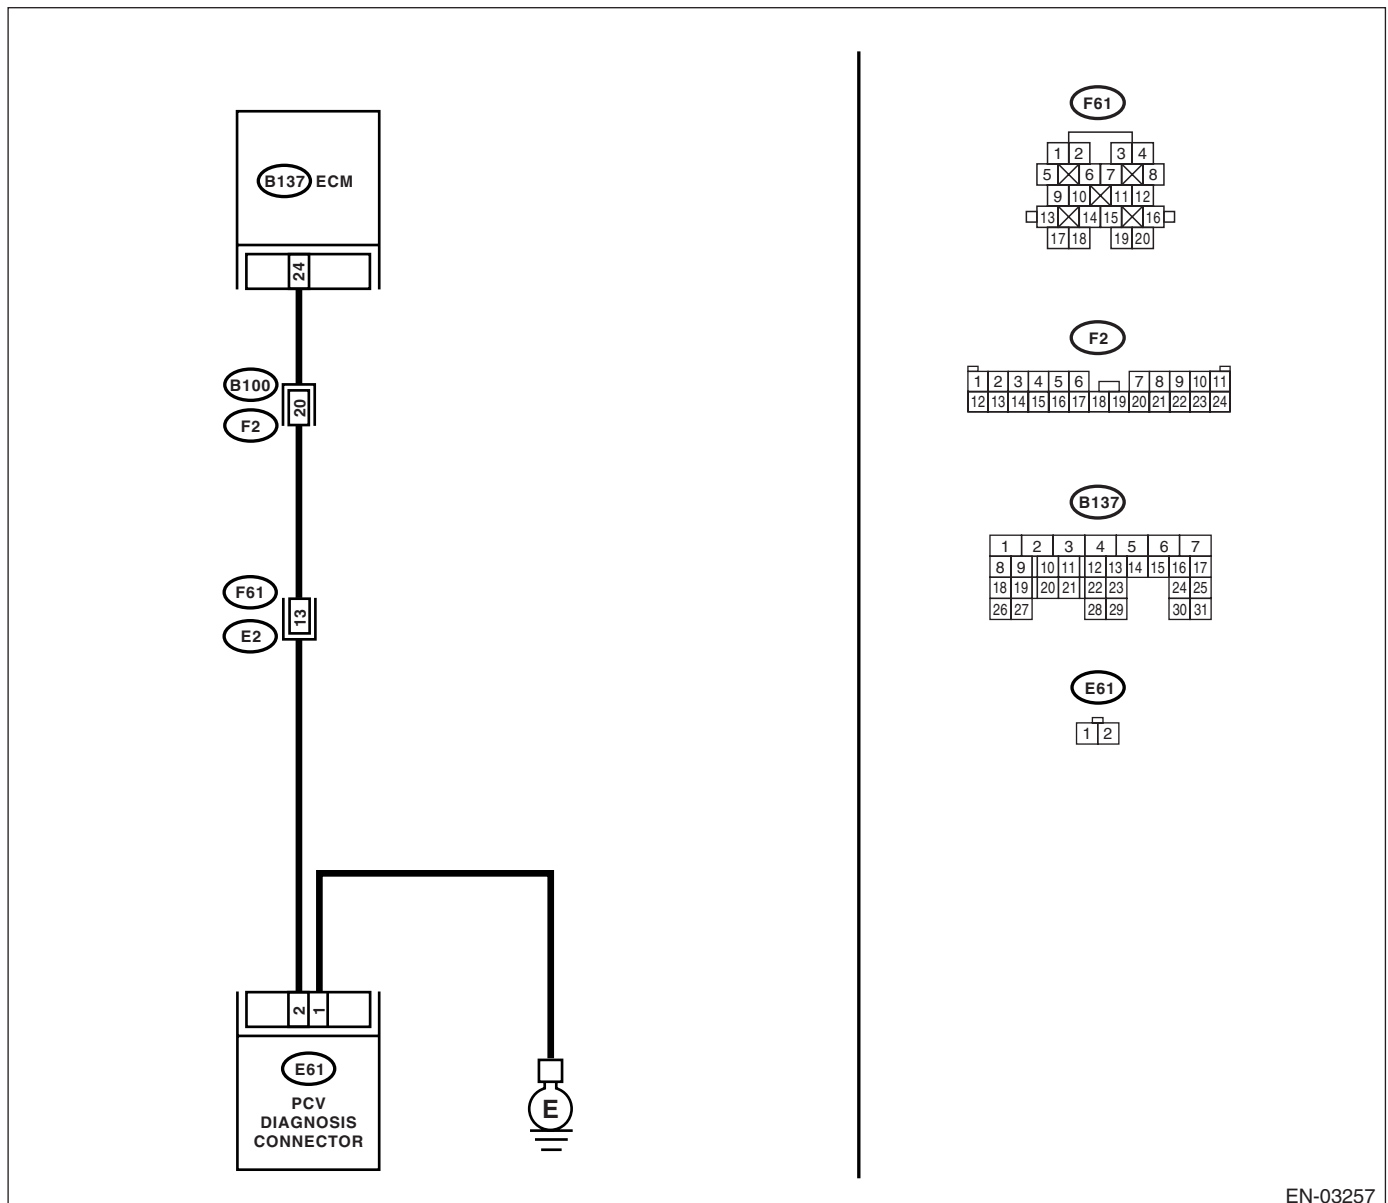 B137 ECM
24
B100
20
F2
F61
13
E2
2 1
E61
PCV
DIAGNOSIS
CONNECTOR
E
F61
1 2 3 4
5 6 7 8
9 10 11 12
13 14 15 16
17 18 19 20
F2
1 2 3 4 5 6 7 8 9 10 11
12 13 14 15 16 17 18 19 20 21 22 23 24
B137
1 2 3 4 5 6 7
8 9 10 11 12 13 14 15 16 17
18 19 20 21 22 23 24 25
26 27 28 29 30 31
E61
1 2
EN-03257